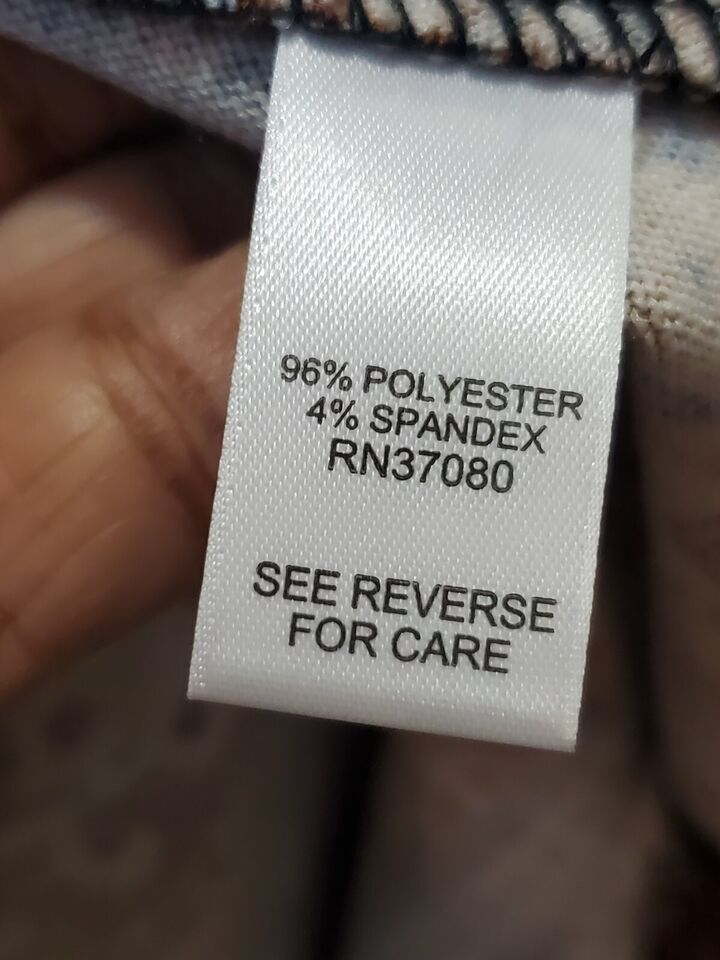 96% POLYESTER
4% SPANDEX
RN37080
SEE REVERSE
FOR CARE